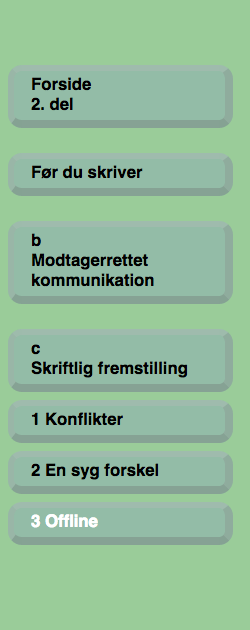 Forside
2. del
Før du skriver
b
Modtagerrettet
kommunikation
c
Skriftlig fremstilling
1 Konflikter
2 En syg forskel
3 Offline